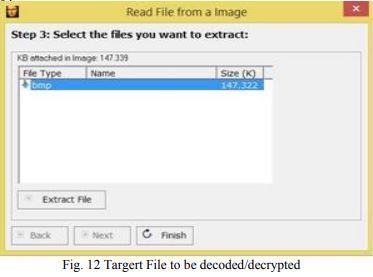 Read File from a Image
Step 3: Select the files you want to extract:
KB attached in Image: 147.339
File Type Name Size (K)
bmp 147.322
Extract File
Back Next Finish
Fig. 12 Targert File to be decoded/decrypted